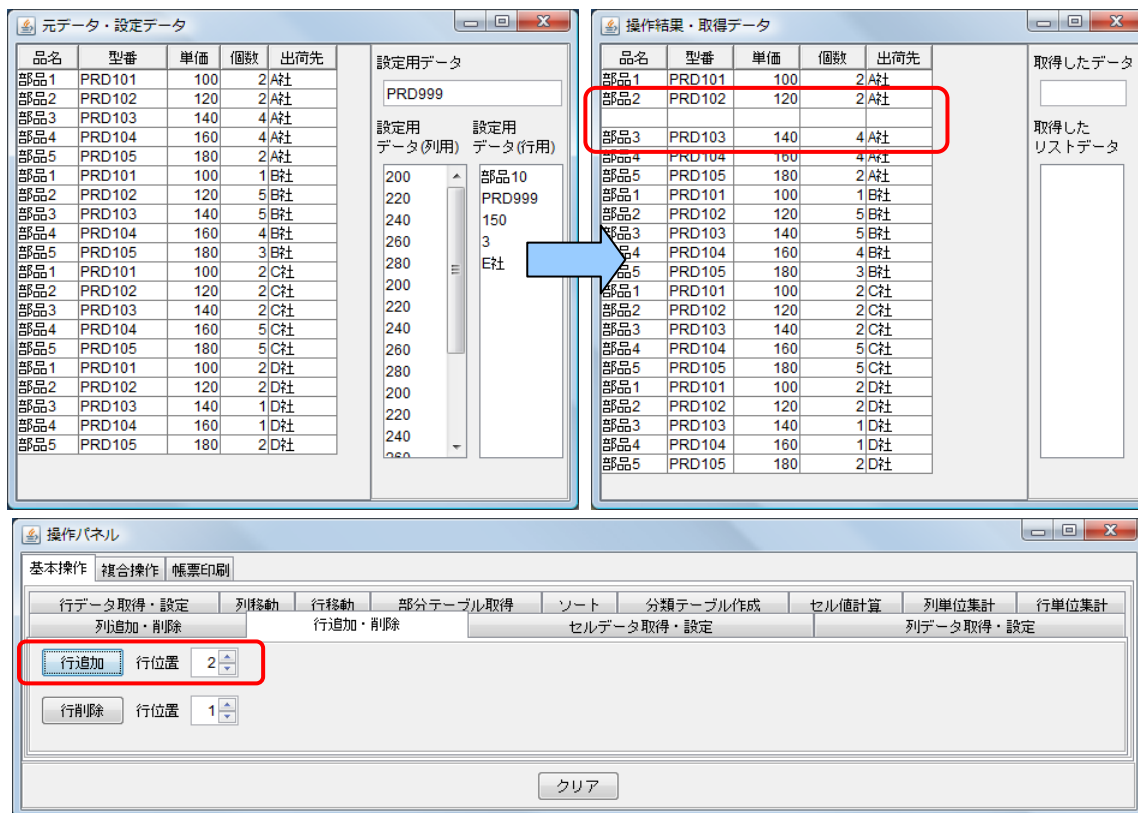 元データ・設定データ
品名 型番 単価 個数 出荷先
部品1 PRD101 100 2 A社
部品2 PRD102 120 2 A社
部品3 PRD103 140 4 A社
部品4 PRD104 160 4 A社
部品5 PRD105 180 2 A社
部品1 PRD101 100 1 B社
部品2 PRD102 120 5 B社
部品3 PRD103 140 5 B社
部品4 PRD104 160 4 B社
部品5 PRD105 180 3 B社
部品1 PRD101 100 2 C社
部品2 PRD102 120 2 C社
部品3 PRD103 140 2 C社
部品4 PRD104 160 5 C社
部品5 PRD105 180 5 C社
部品1 PRD101 100 2 D社
部品2 PRD102 120 2 D社
部品3 PRD103 140 1 D社
部品4 PRD104 160 1 D社
部品5 PRD105 180 2 D社
設定用データ
PRD999
設定用
データ(列用)
200
220
240
260
280
200
220
240
260
280
200
220
240
260
設定用
データ(行用)
部品10
PRD999
150
3
E社
操作結果・取得データ
品名 型番 単価 個数 出荷先
部品1 PRD101 100 2 A社
部品2 PRD102 120 2 A社
部品3 PRD103 140 4 A社
部品4 PRD104 160 4 A社
部品5 PRD105 180 2 A社
部品1 PRD101 100 1 B社
部品2 PRD102 120 5 B社
部品3 PRD103 140 5 B社
部品4 PRD104 160 4 B社
部品5 PRD105 180 3 B社
部品1 PRD101 100 2 C社
部品2 PRD102 120 2 C社
部品3 PRD103 140 2 C社
部品4 PRD104 160 5 C社
部品5 PRD105 180 5 C社
部品1 PRD101 100 2 D社
部品2 PRD102 120 2 D社
部品3 PRD103 140 1 D社
部品4 PRD104 160 1 D社
部品5 PRD105 180 2 D社
取得したデータ
取得した
リストデータ
操作パネル
基本操作 複合操作 帳票印刷
行データ取得・設定 列移動 行移動 部分テーブル取得 ソート 分類テーブル作成 セル値計算 列単位集計 行単位集計
列追加・削除 行追加・削除 セルデータ取得・設定 列データ取得・設定
行追加 行位置 2
行削除 行位置 1
クリア